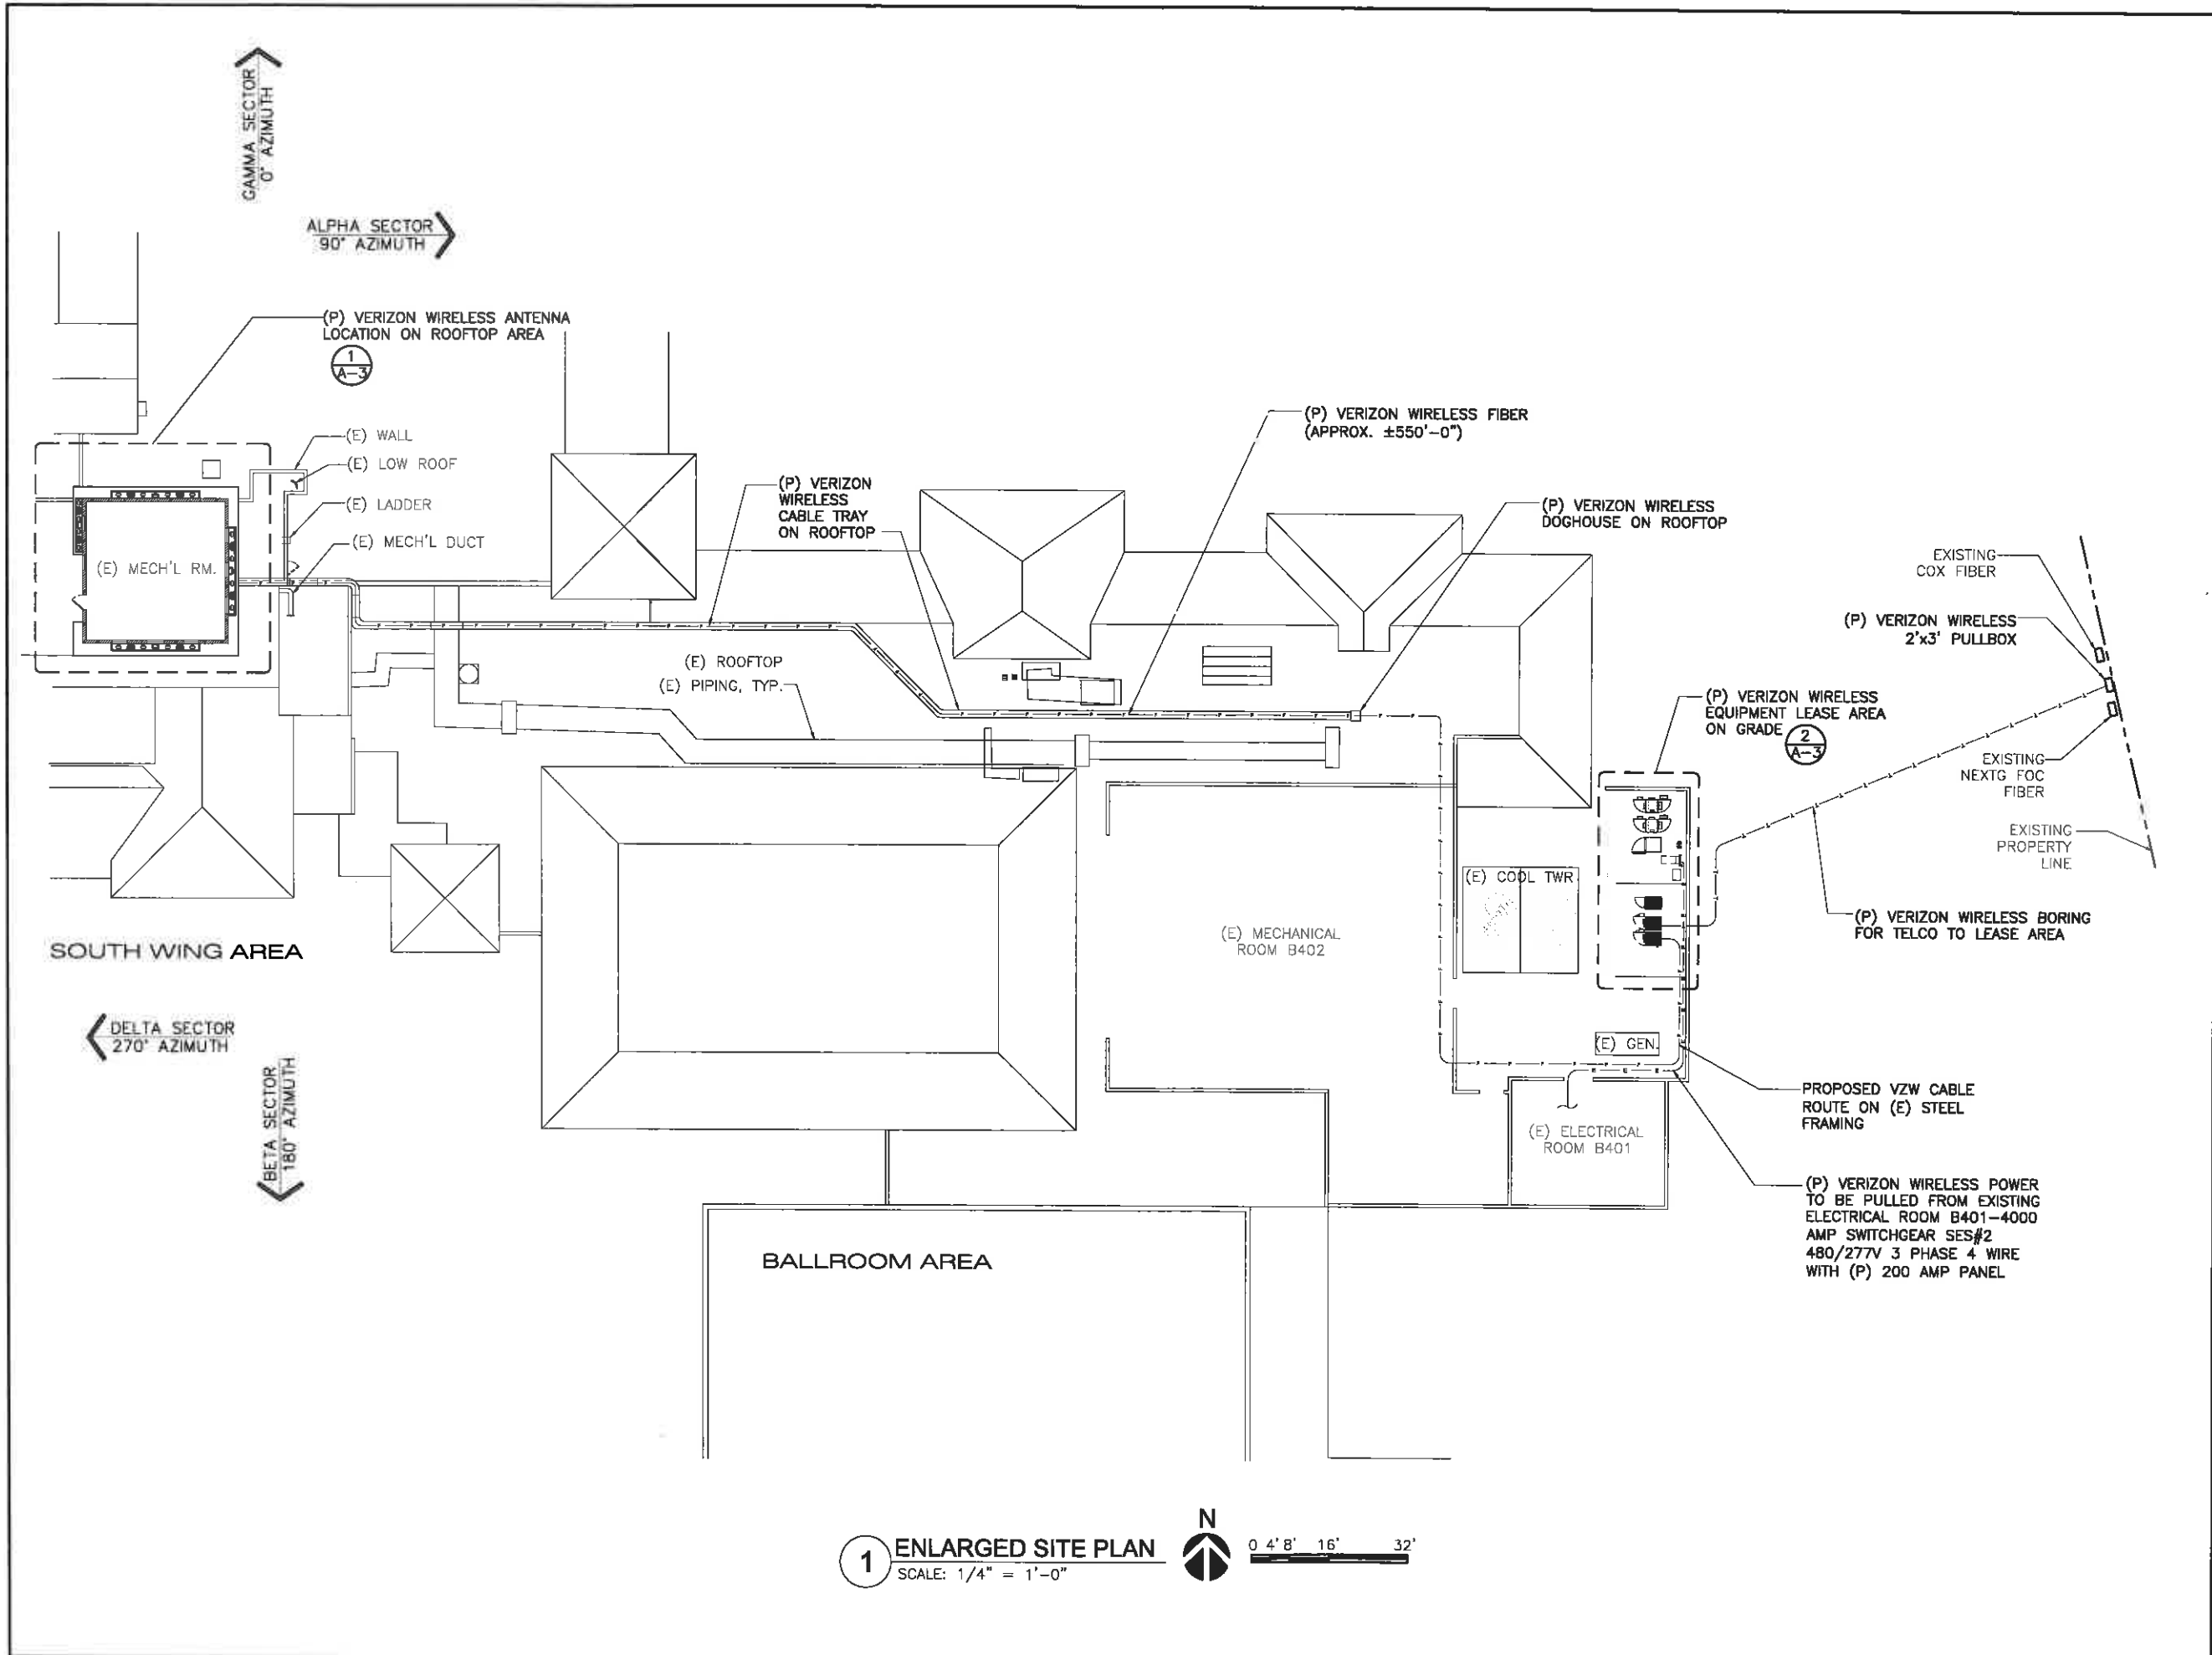 GAMMA SECTOR
0° AZIMUTH
ALPHA SECTOR
90° AZIMUTH
(P) VERIZON WIRELESS ANTENNA
LOCATION ON ROOFTOP AREA
1
A-3
(E) WALL
(E) LOW ROOF
(E) LADDER
(E) MECH'L DUCT
(E) MECH'L RM.
(P) VERIZON
WIRELESS
CABLE TRAY
ON ROOFTOP
(P) VERIZON WIRELESS FIBER
(APPROX. ±550'-0")
(P) VERIZON WIRELESS
DOGHOUSE ON ROOFTOP
EXISTING
COX FIBER
(P) VERIZON WIRELESS
2'x3' PULLBOX
(E) ROOFTOP
(E) PIPING, TYP.
(P) VERIZON WIRELESS
EQUIPMENT LEASE AREA
ON GRADE
2
A-3
EXISTING
NEXTG FOC
FIBER
EXISTING
PROPERTY
LINE
(E) COOL TWR
(P) VERIZON WIRELESS BORING
FOR TELCO TO LEASE AREA
(E) MECHANICAL
ROOM B402
SOUTH WING AREA
DELTA SECTOR
270° AZIMUTH
BETA SECTOR
180° AZIMUTH
(E) GEN.
PROPOSED VZW CABLE
ROUTE ON (E) STEEL
FRAMING
(E) ELECTRICAL
ROOM B401
(P) VERIZON WIRELESS POWER
TO BE PULLED FROM EXISTING
ELECTRICAL ROOM B401-4000
AMP SWITCHGEAR SES#2
480/277V 3 PHASE 4 WIRE
WITH (P) 200 AMP PANEL
BALLROOM AREA
1
ENLARGED SITE PLAN
SCALE: 1/4" = 1'-0"
N
0 4' 8' 16' 32'